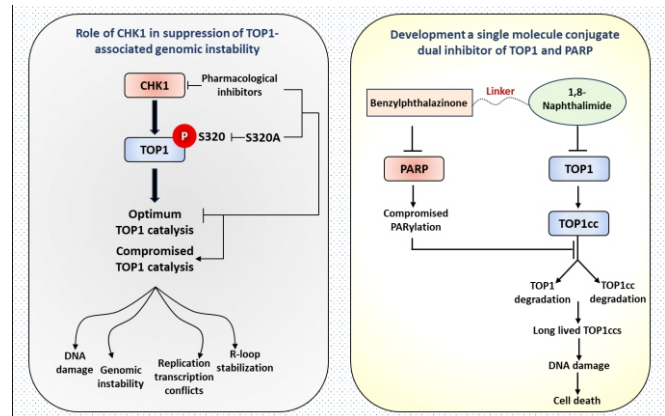 Role of CHK1 in suppression of TOP1-
associated genomic instability
CHK1
Pharmacological
inhibitors
P
S320
S320A
TOP1
Optimum
TOP1 catalysis
Compromised
TOP1 catalysis
DNA
damage
Genomic
instability
Replication
transcription
conflicts
R-loop
stabilization
Development a single molecule conjugate
dual inhibitor of TOP1 and PARP
Benzylphthalazinone
Linker
1,8-
Naphthalimide
PARP
TOP1
Compromised
PARylation
TOP1cc
TOP1
degradation
TOP1cc
degradation
Long lived TOP1ccs
DNA damage
Cell death